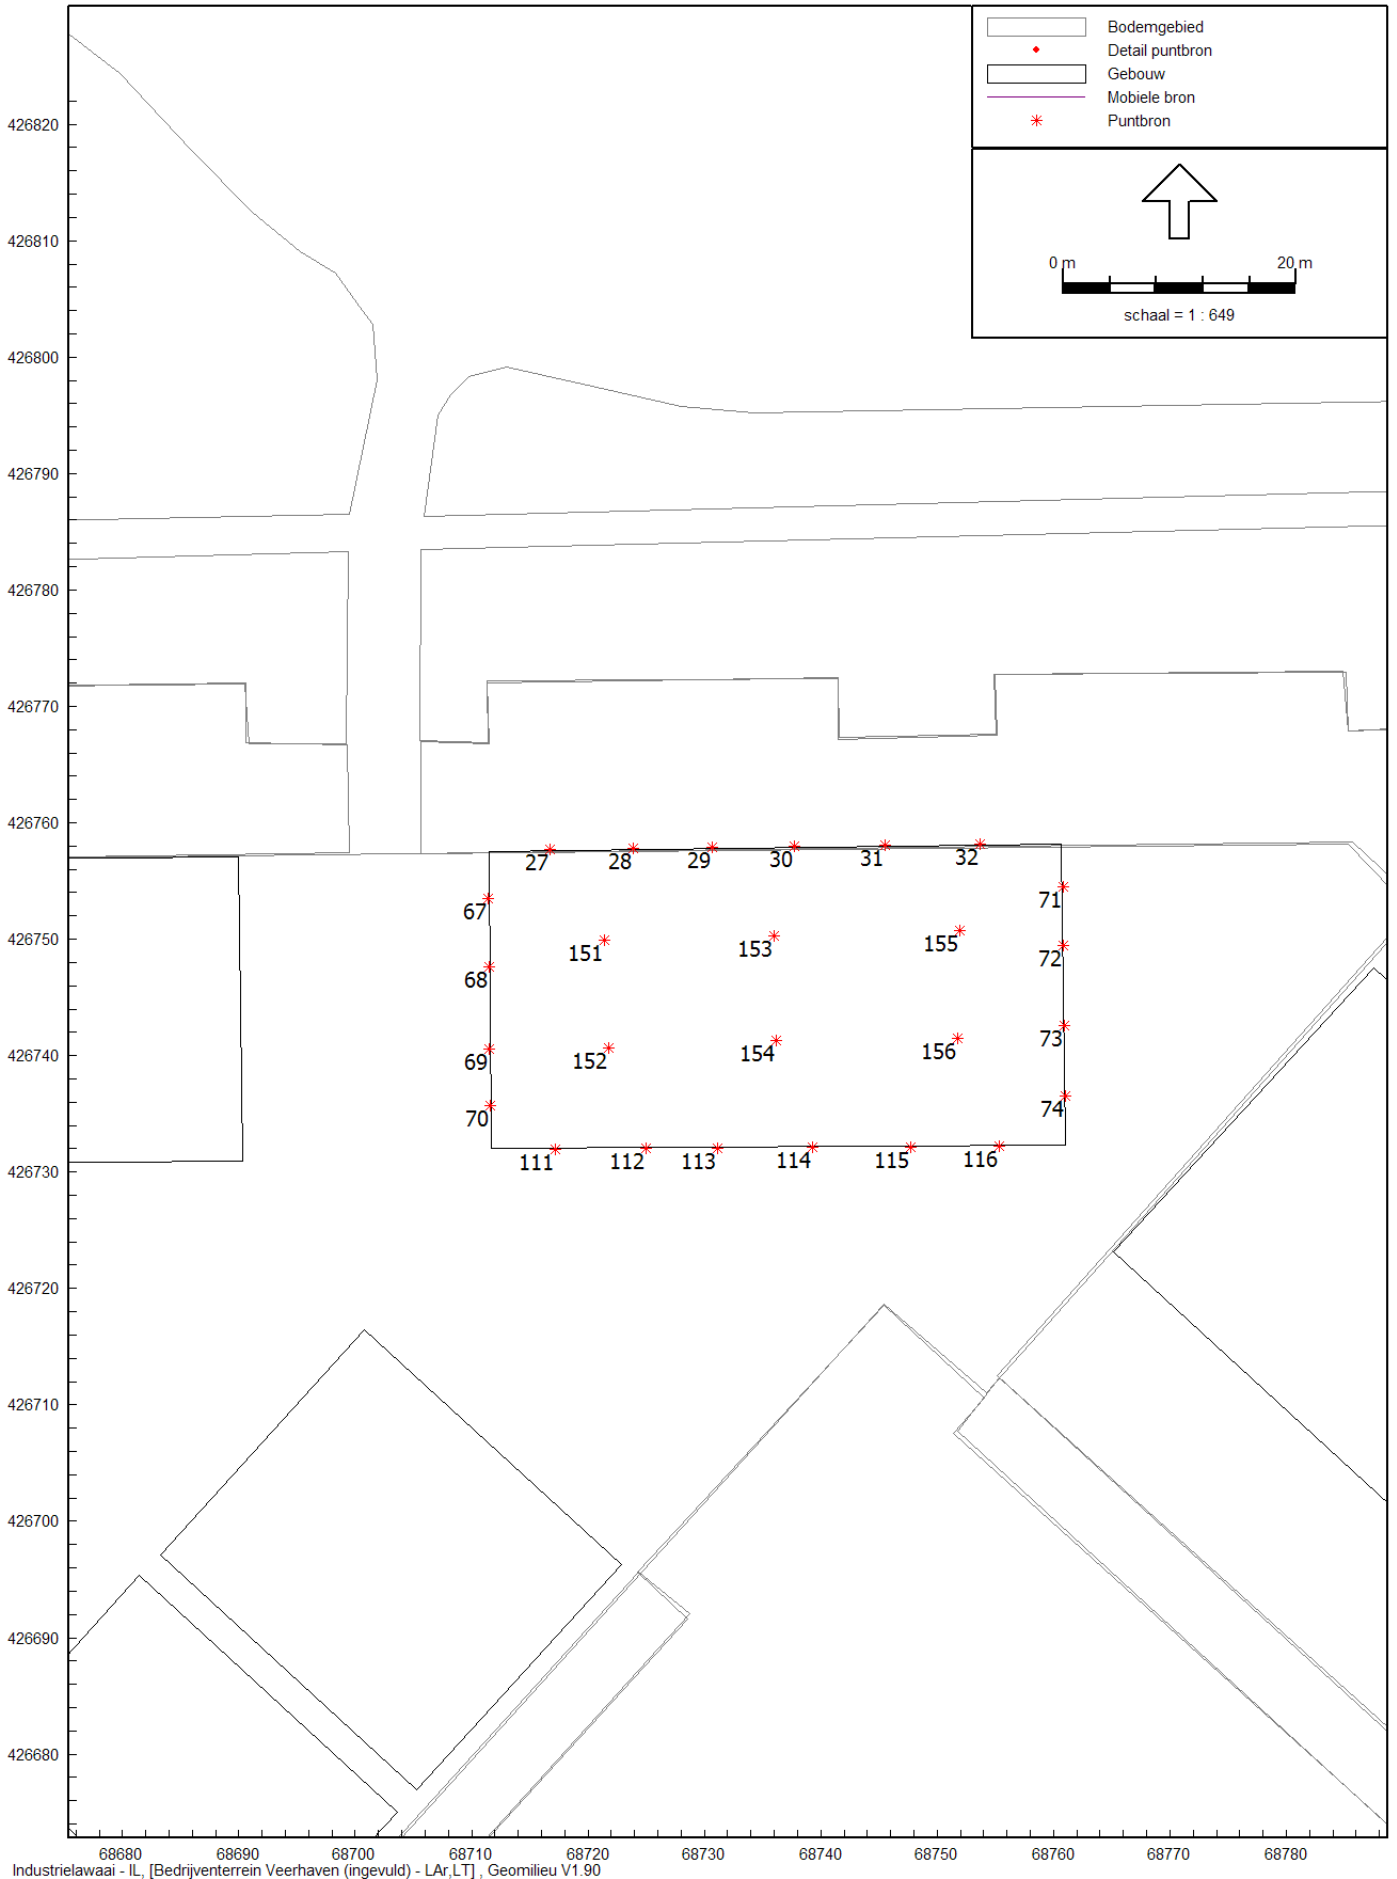 Bodemgebied
Detail puntbron
Gebouw
Mobiele bron
Puntbron
0 m 20 m
schaal = 1 : 649
426820
426810
426800
426790
426780
426770
426760
27 28 29 30 31 32
67 71
426750
151 153 155
68 72
426740
69 152 154 156 73
70 74
111 112 113 114 115 116
426730
426720
426710
426700
426690
426680
68680 68690 68700 68710 68720 68730 68740 68750 68760 68770 68780
Industrielawaai - IL, [Bedrijventerrein Veerhaven (ingevuld) - LAr,LT] , Geomilieu V1.90